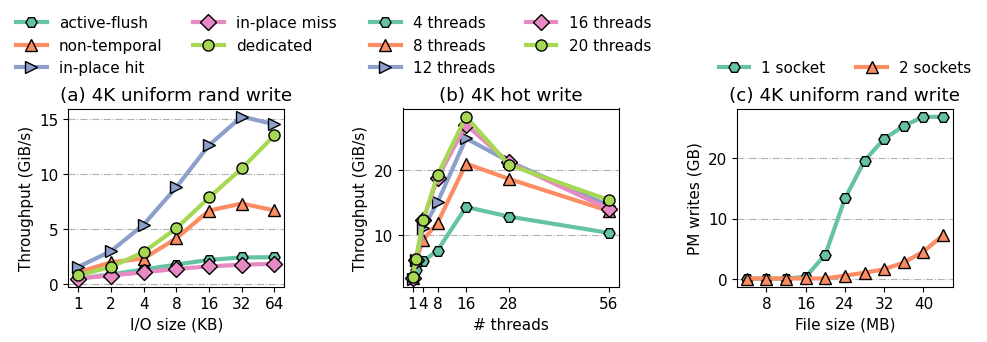 active-flush
non-temporal
in-place hit
in-place miss
dedicated
(a) 4K uniform rand write
Throughput (GiB/s)
15
10
5
0
1 2 4 8 16 32 64
I/O size (KB)
4 threads
8 threads
12 threads
16 threads
20 threads
(b) 4K hot write
Throughput (GiB/s)
20
10
1 4 8 16 28 56
# threads
1 socket
2 sockets
(c) 4K uniform rand write
PM writes (GB)
20
10
0
8 16 24 32 40
File size (MB)